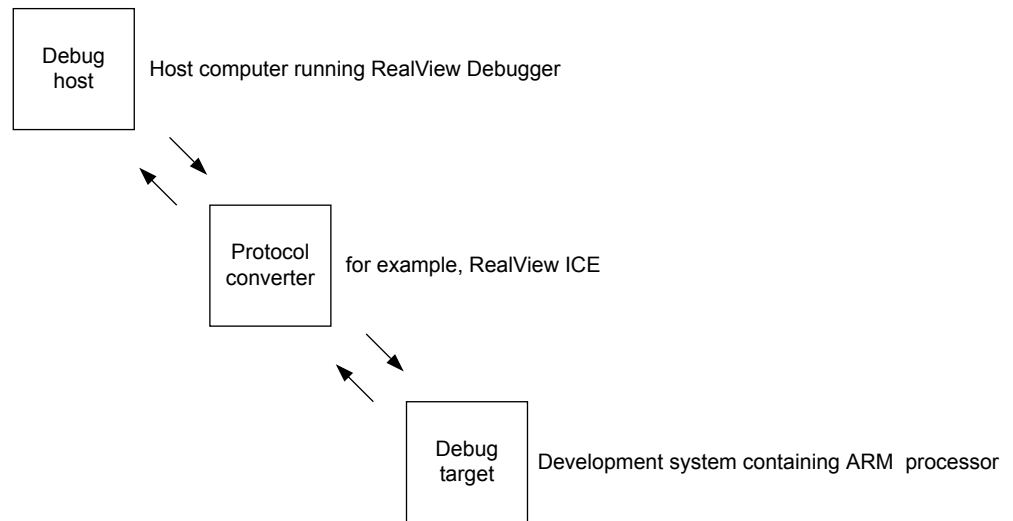 Debug
host
Host computer running RealView Debugger
Protocol
converter
for example, RealView ICE
Debug
target
Development system containing ARM processor